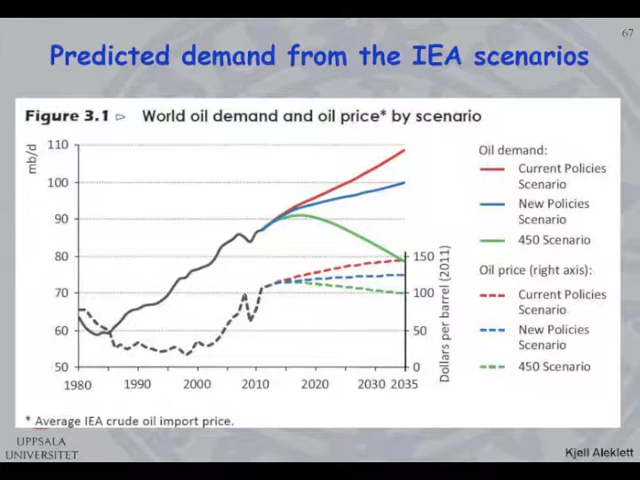 67
Predicted demand from the IEA scenarios
Figure 3.1 ▷ World oil demand and oil price* by scenario
mb/d
110
100
90
80
70
60
50
150
100
50
0
Dollars per barrel (2011)
1980
1990
2000
2010
2020
2030
2035
Oil demand:
Current Policies
Scenario
New Policies
Scenario
450 Scenario
Oil price (right axis):
Current Policies
Scenario
New Policies
Scenario
450 Scenario
* Average IEA crude oil import price.
UPPSALA
UNIVERSITET
Kjell Aleklett